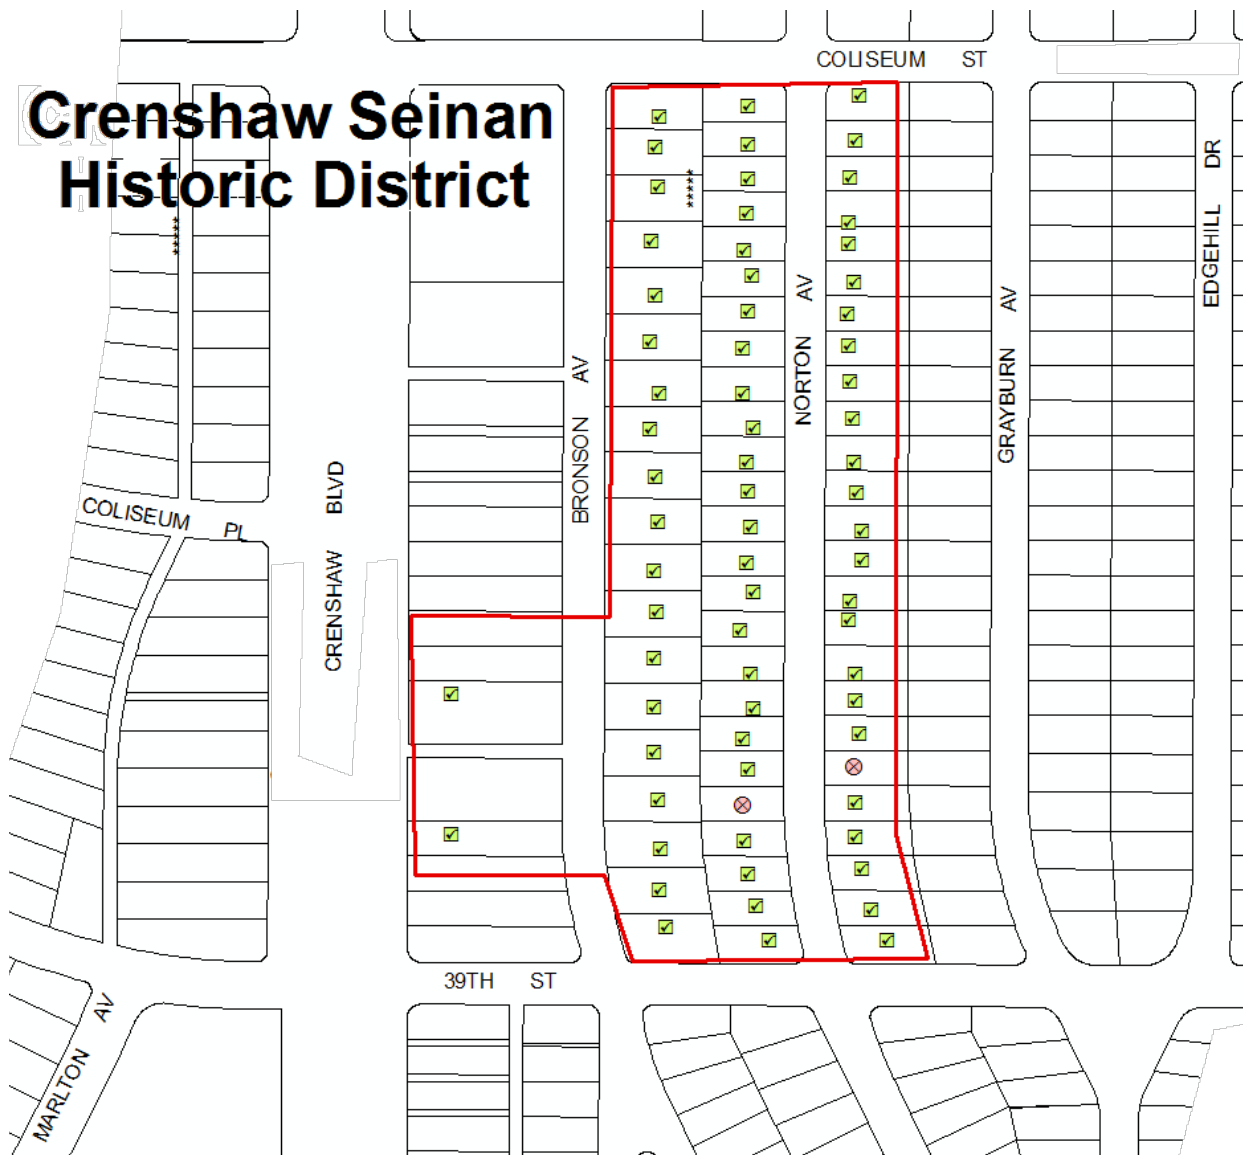 COLISEUM ST
Crenshaw Seinan
Historic District
*****
*****
EDGEHILL DR
NORTON AV
GRAYBURN AV
BRONSON AV
CRENSHAW BLVD
COLISEUM PL
39TH ST
MARLTON AV